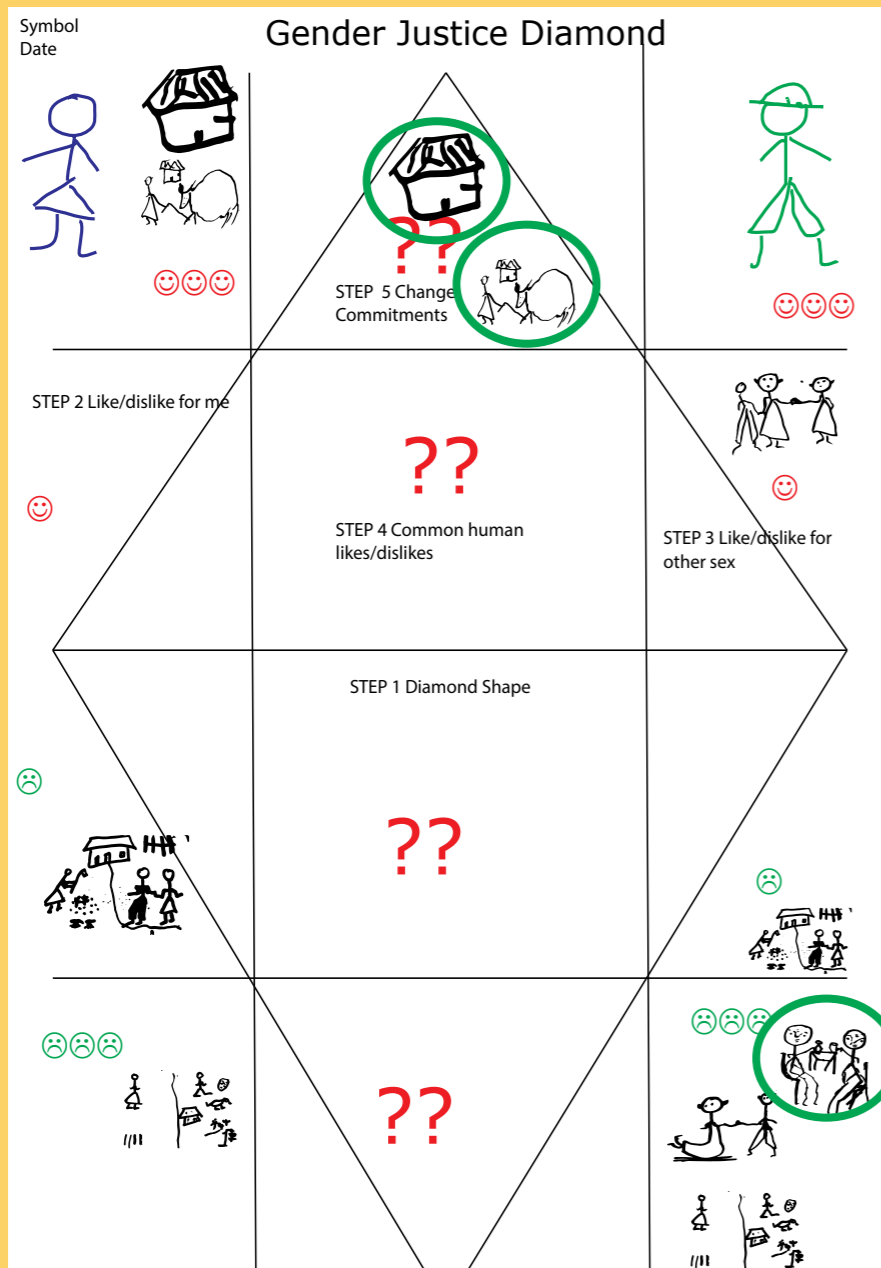 Symbol
Date
Gender Justice Diamond
??
STEP 5 Change
Commitments
STEP 2 Like/dislike for me
??
STEP 4 Common human
likes/dislikes
STEP 3 Like/dislike for
other sex
STEP 1 Diamond Shape
??
??